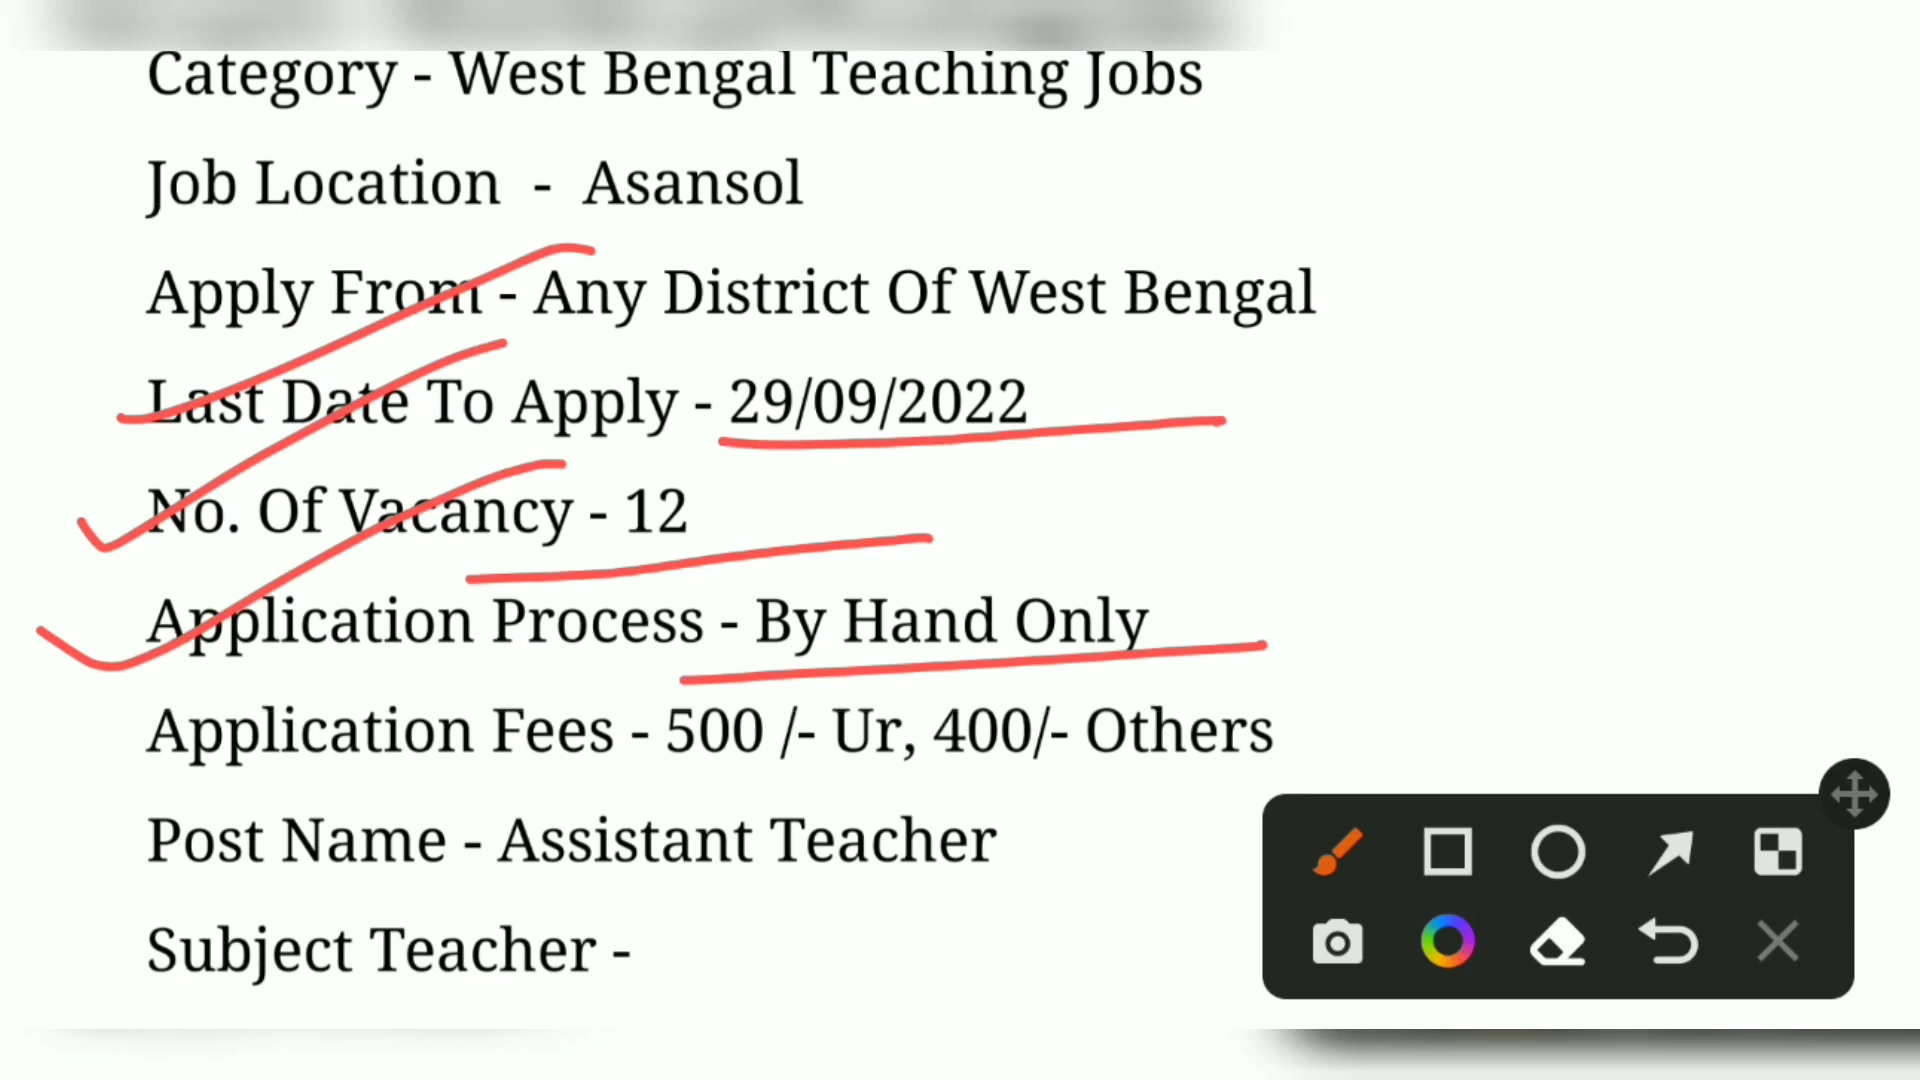 Category - West Bengal Teaching Jobs
Job Location - Asansol
Apply From - Any District Of West Bengal
Last Date To Apply - 29/09/2022
No. Of Vacancy - 12
Application Process - By Hand Only
Application Fees - 500 /- Ur, 400/- Others
Post Name - Assistant Teacher
Subject Teacher -